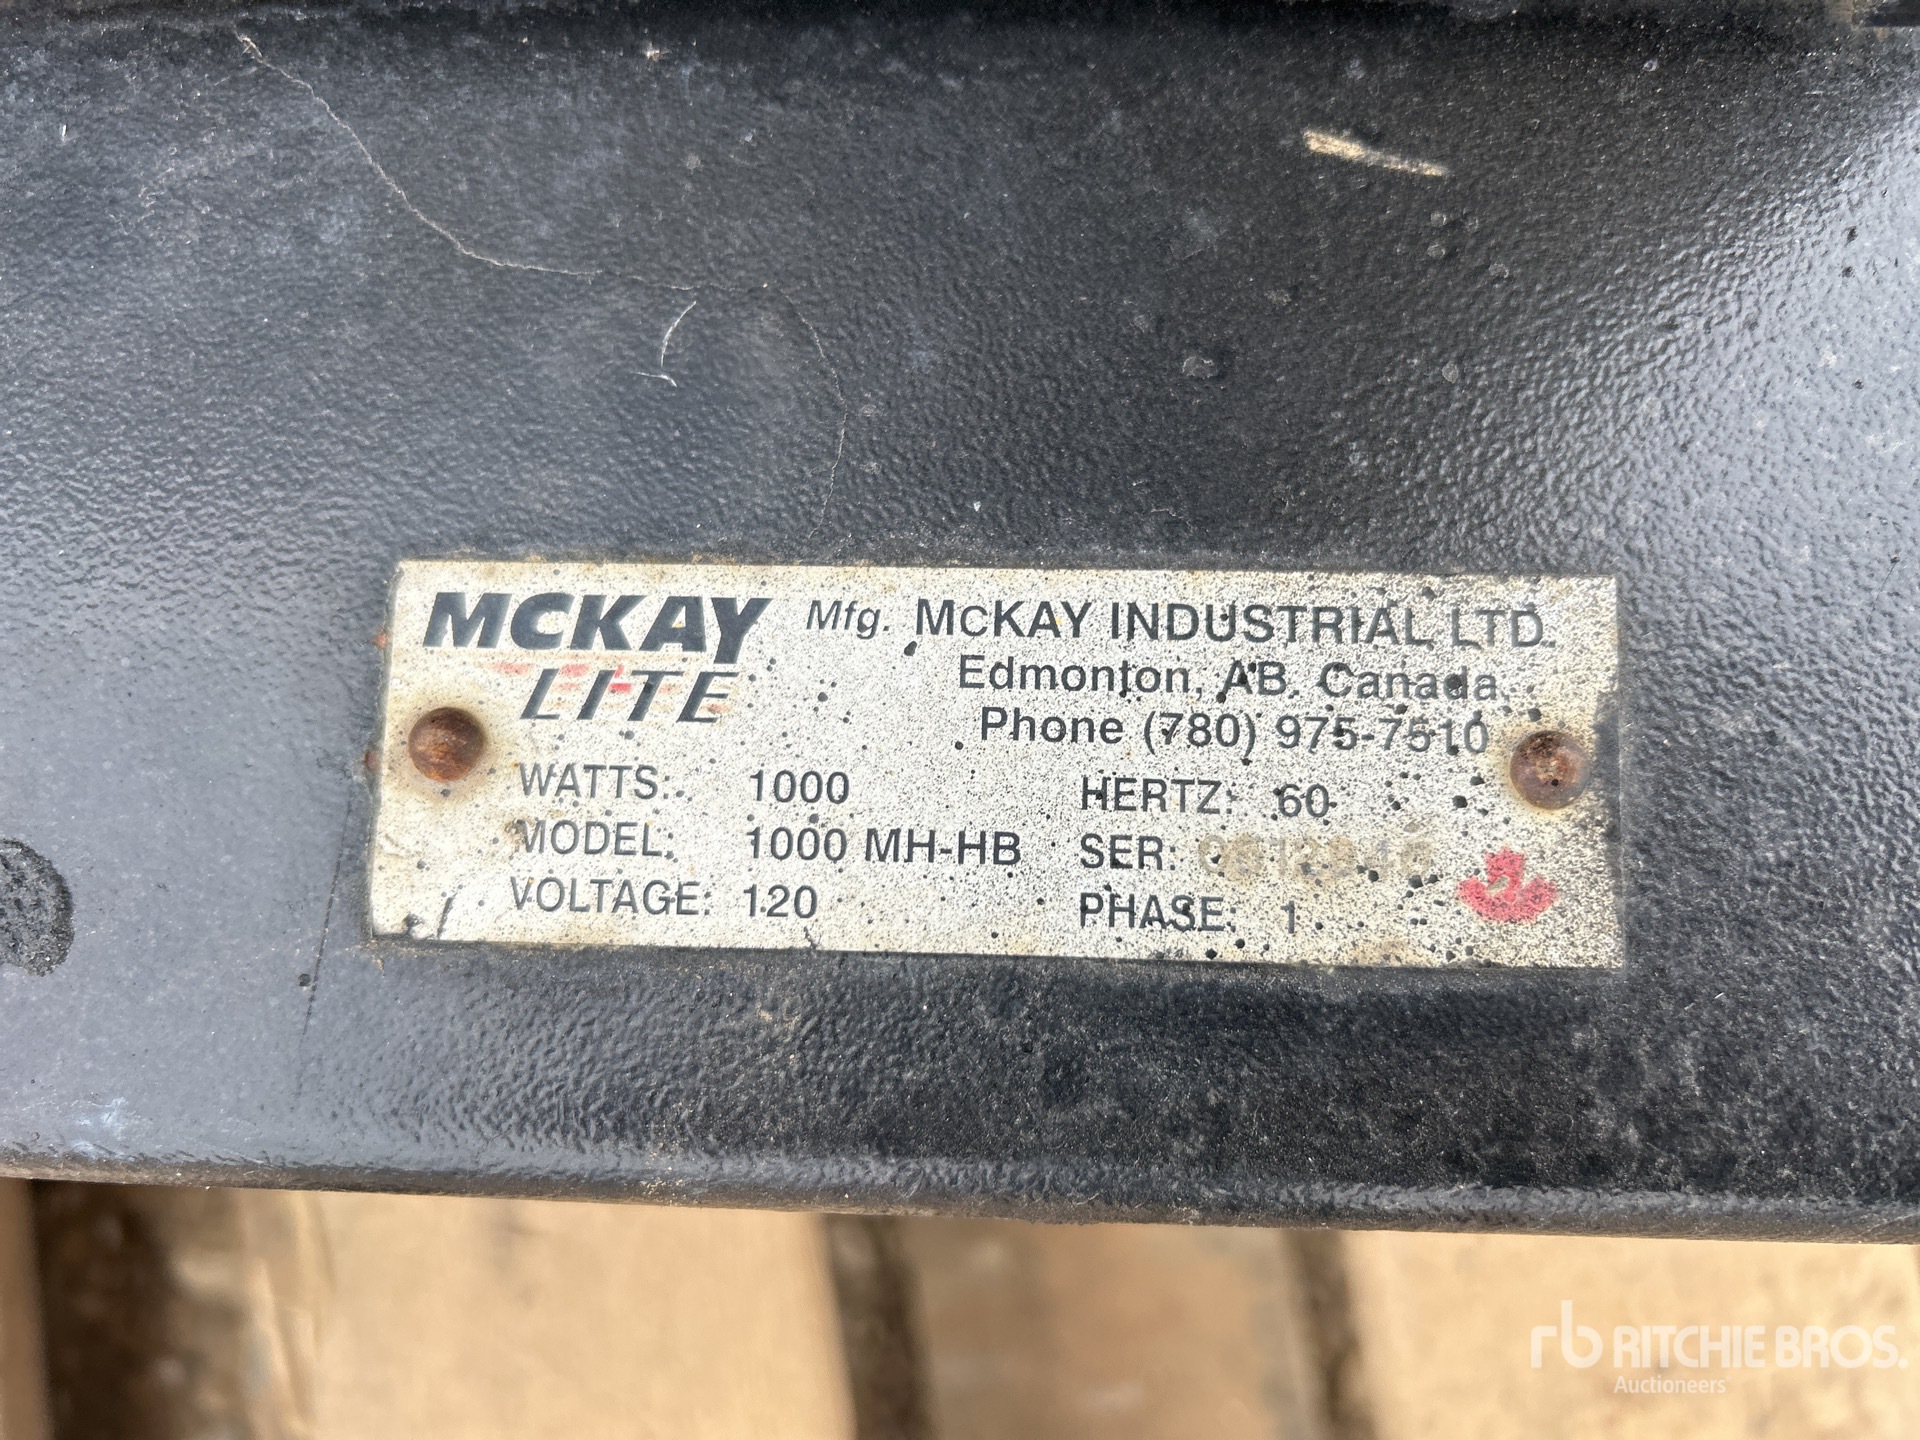 McKAY LITE
Mfg. McKAY INDUSTRIAL LTD.
Edmonton, AB. Canada.
Phone (780) 975-7510
WATTS: 1000
HERTZ: 60
MODEL: 1000 MH-HB
SER:
VOLTAGE: 120
PHASE: 1
rb RITCHIE BROS.
Auctioneers